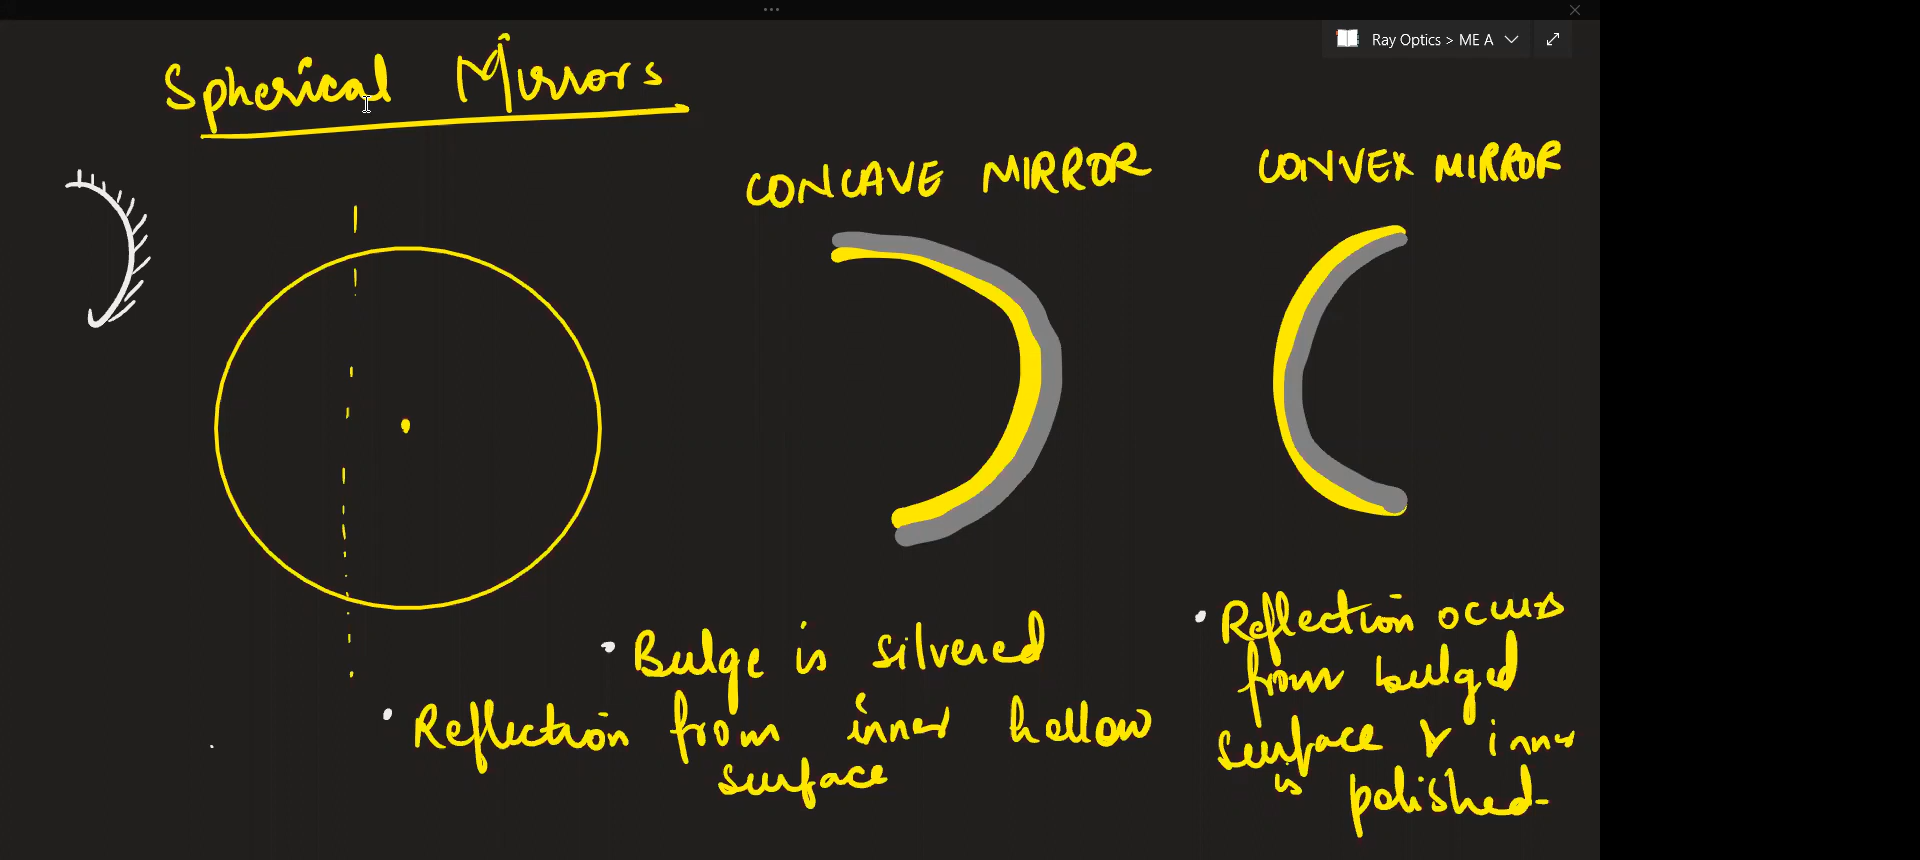 Ray Optics > ME A
Spherical Mirrors
CONCAVE MIRROR
CONVEX MIRROR
• Bulge is silvered
• Reflection from inner hollow
surface
• Reflection occurs
from bulged
surface & inner
is polished-